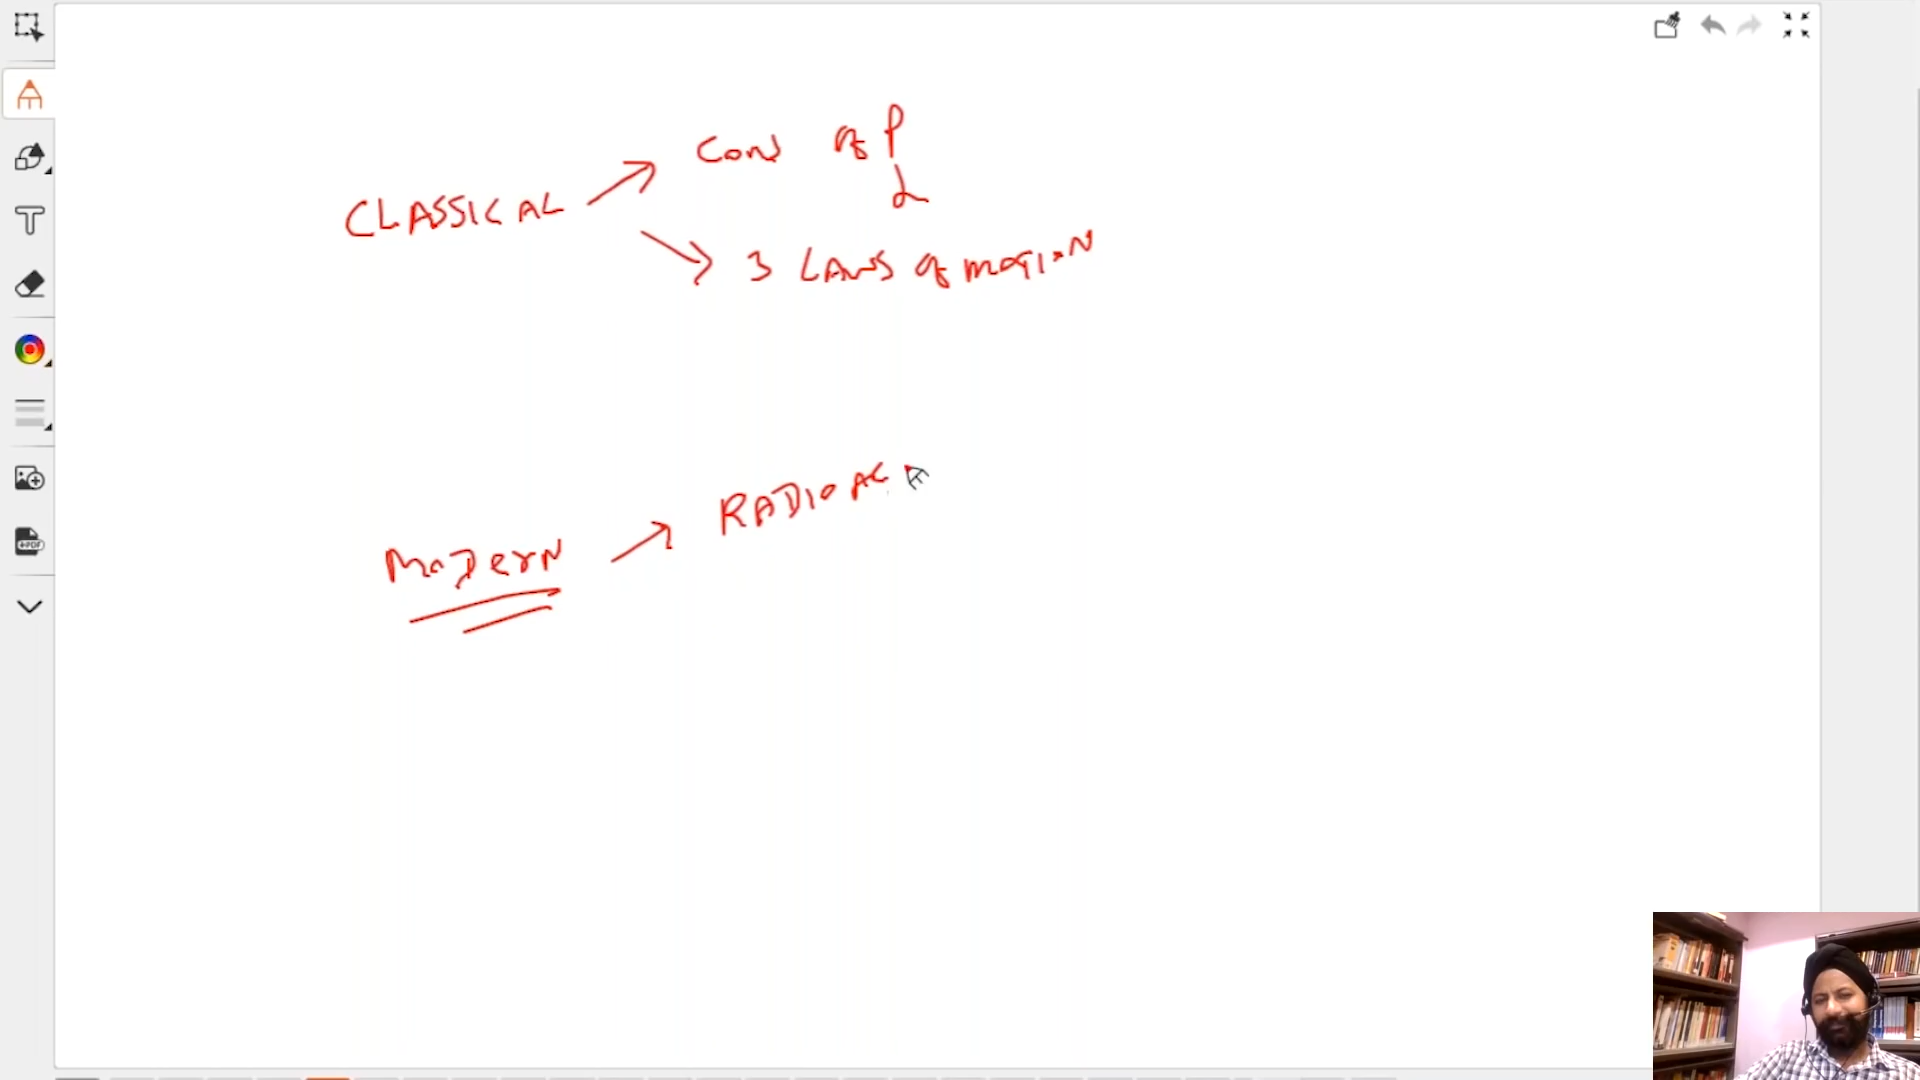 Cons of P
CLASSICAL
L
3 LAWS of MOTION
RADIOAC
MODERN